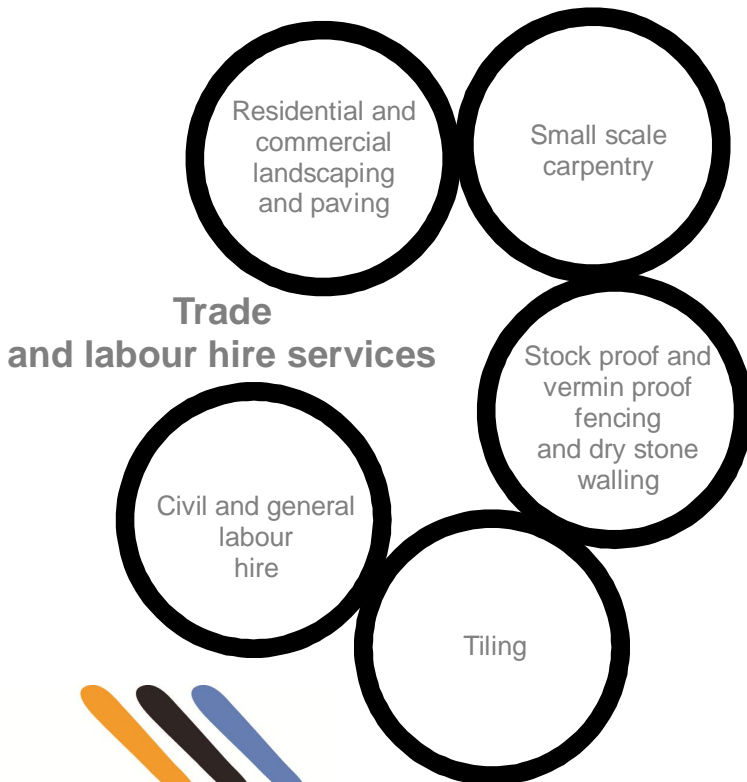 Residential and
commercial
landscaping
and paving
Small scale
carpentry
Trade
and labour hire services
Stock proof and
vermin proof
fencing
and dry stone
walling
Civil and general
labour
hire
Tiling